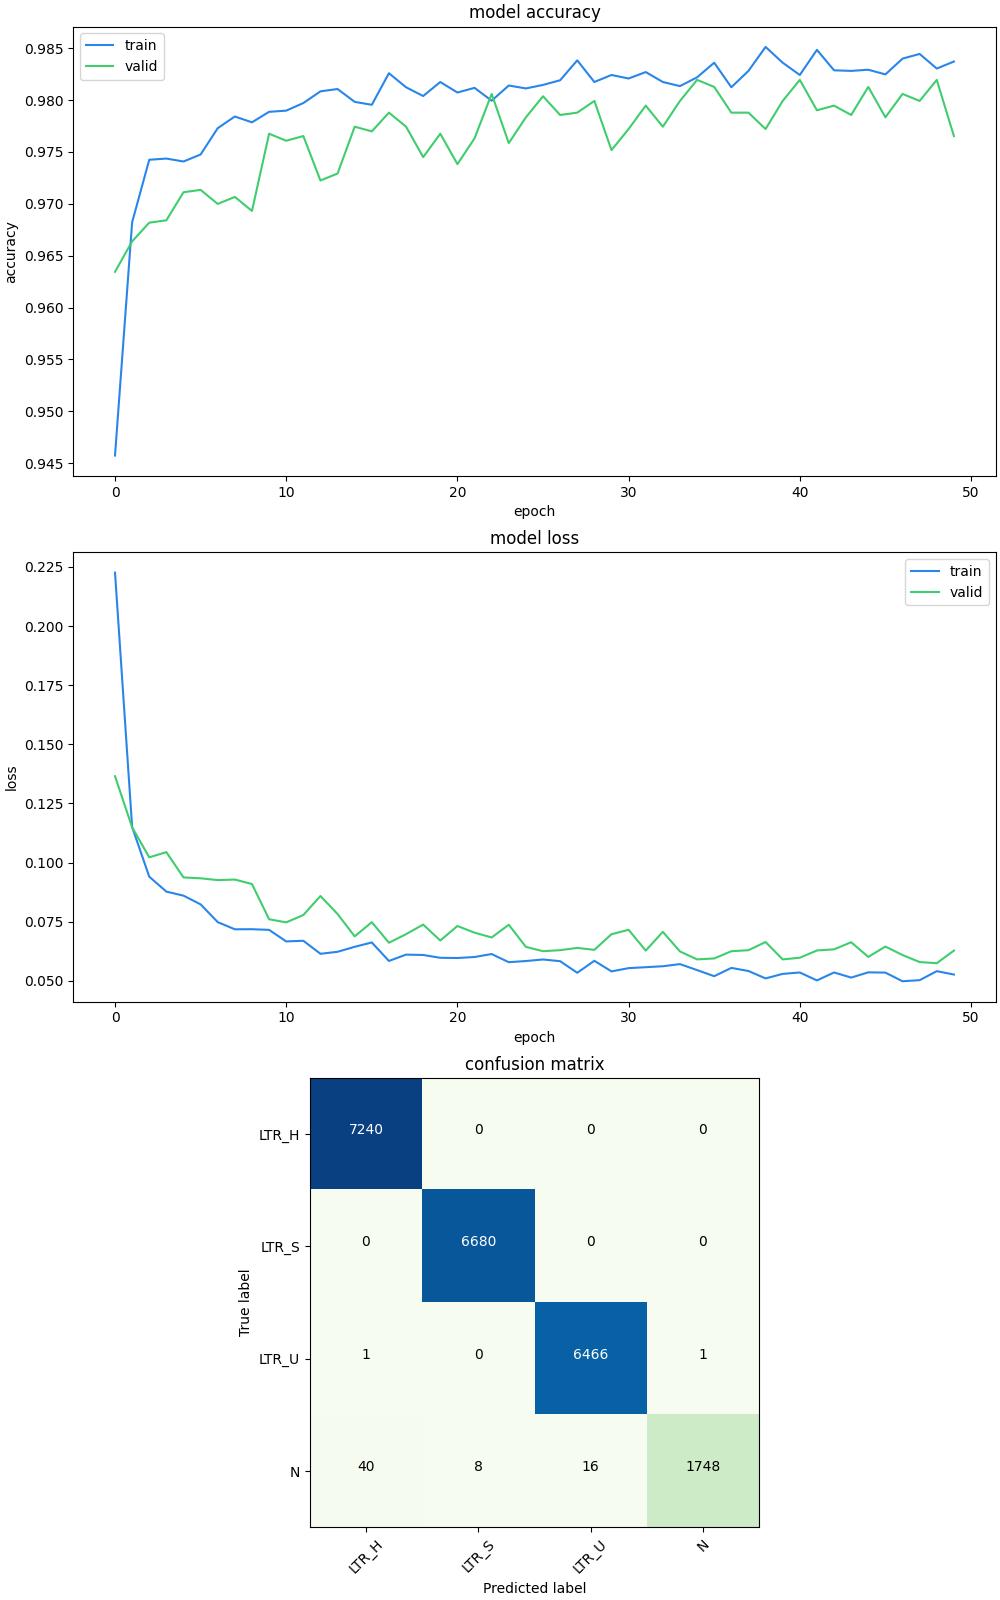 model accuracy
train
valid
0.985
0.980
0.975
0.970
0.965
0.960
0.955
0.950
0.945
accuracy
0 10 20 30 40 50
epoch
model loss
train
valid
0.225
0.200
0.175
0.150
0.125
0.100
0.075
0.050
loss
0 10 20 30 40 50
epoch
confusion matrix
LTR_H 7240 0 0 0
LTR_S 0 6680 0 0
LTR_U 1 0 6466 1
N 40 8 16 1748
True label
LTR_H LTR_S LTR_U N
Predicted label